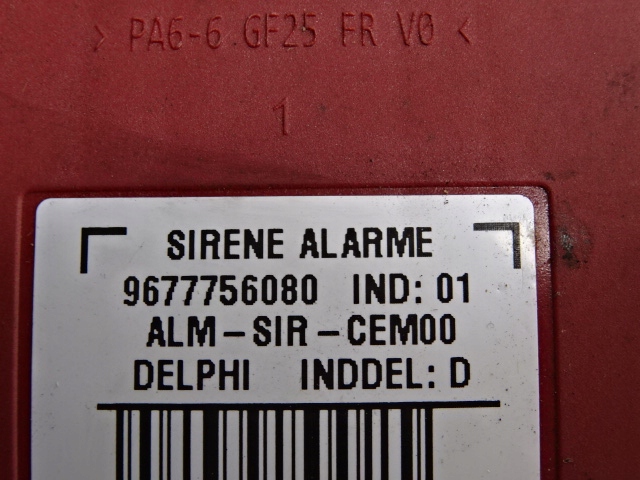 > PA6-6 GF25 FR V0 <
1
SIRENE ALARME
9677756080 IND: 01
ALM-SIR-CEM00
DELPHI INDDEL: D